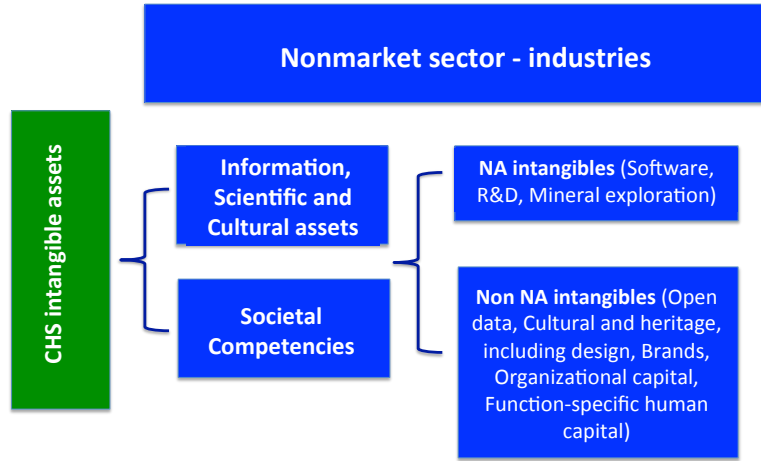 Nonmarket sector - industries
CHS intangible assets
Information,
Scientific and
Cultural assets
Societal
Competencies
NA intangibles (Software,
R&D, Mineral exploration)
Non NA intangibles (Open
data, Cultural and heritage,
including design, Brands,
Organizational capital,
Function-specific human
capital)